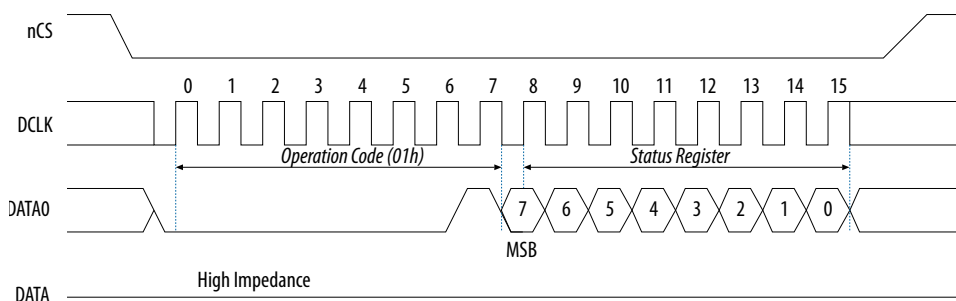 nCS
0 1 2 3 4 5 6 7 8 9 10 11 12 13 14 15
DCLK
Operation Code (01h) Status Register
DATA0 7 6 5 4 3 2 1 0
MSB
High Impedance
DATA